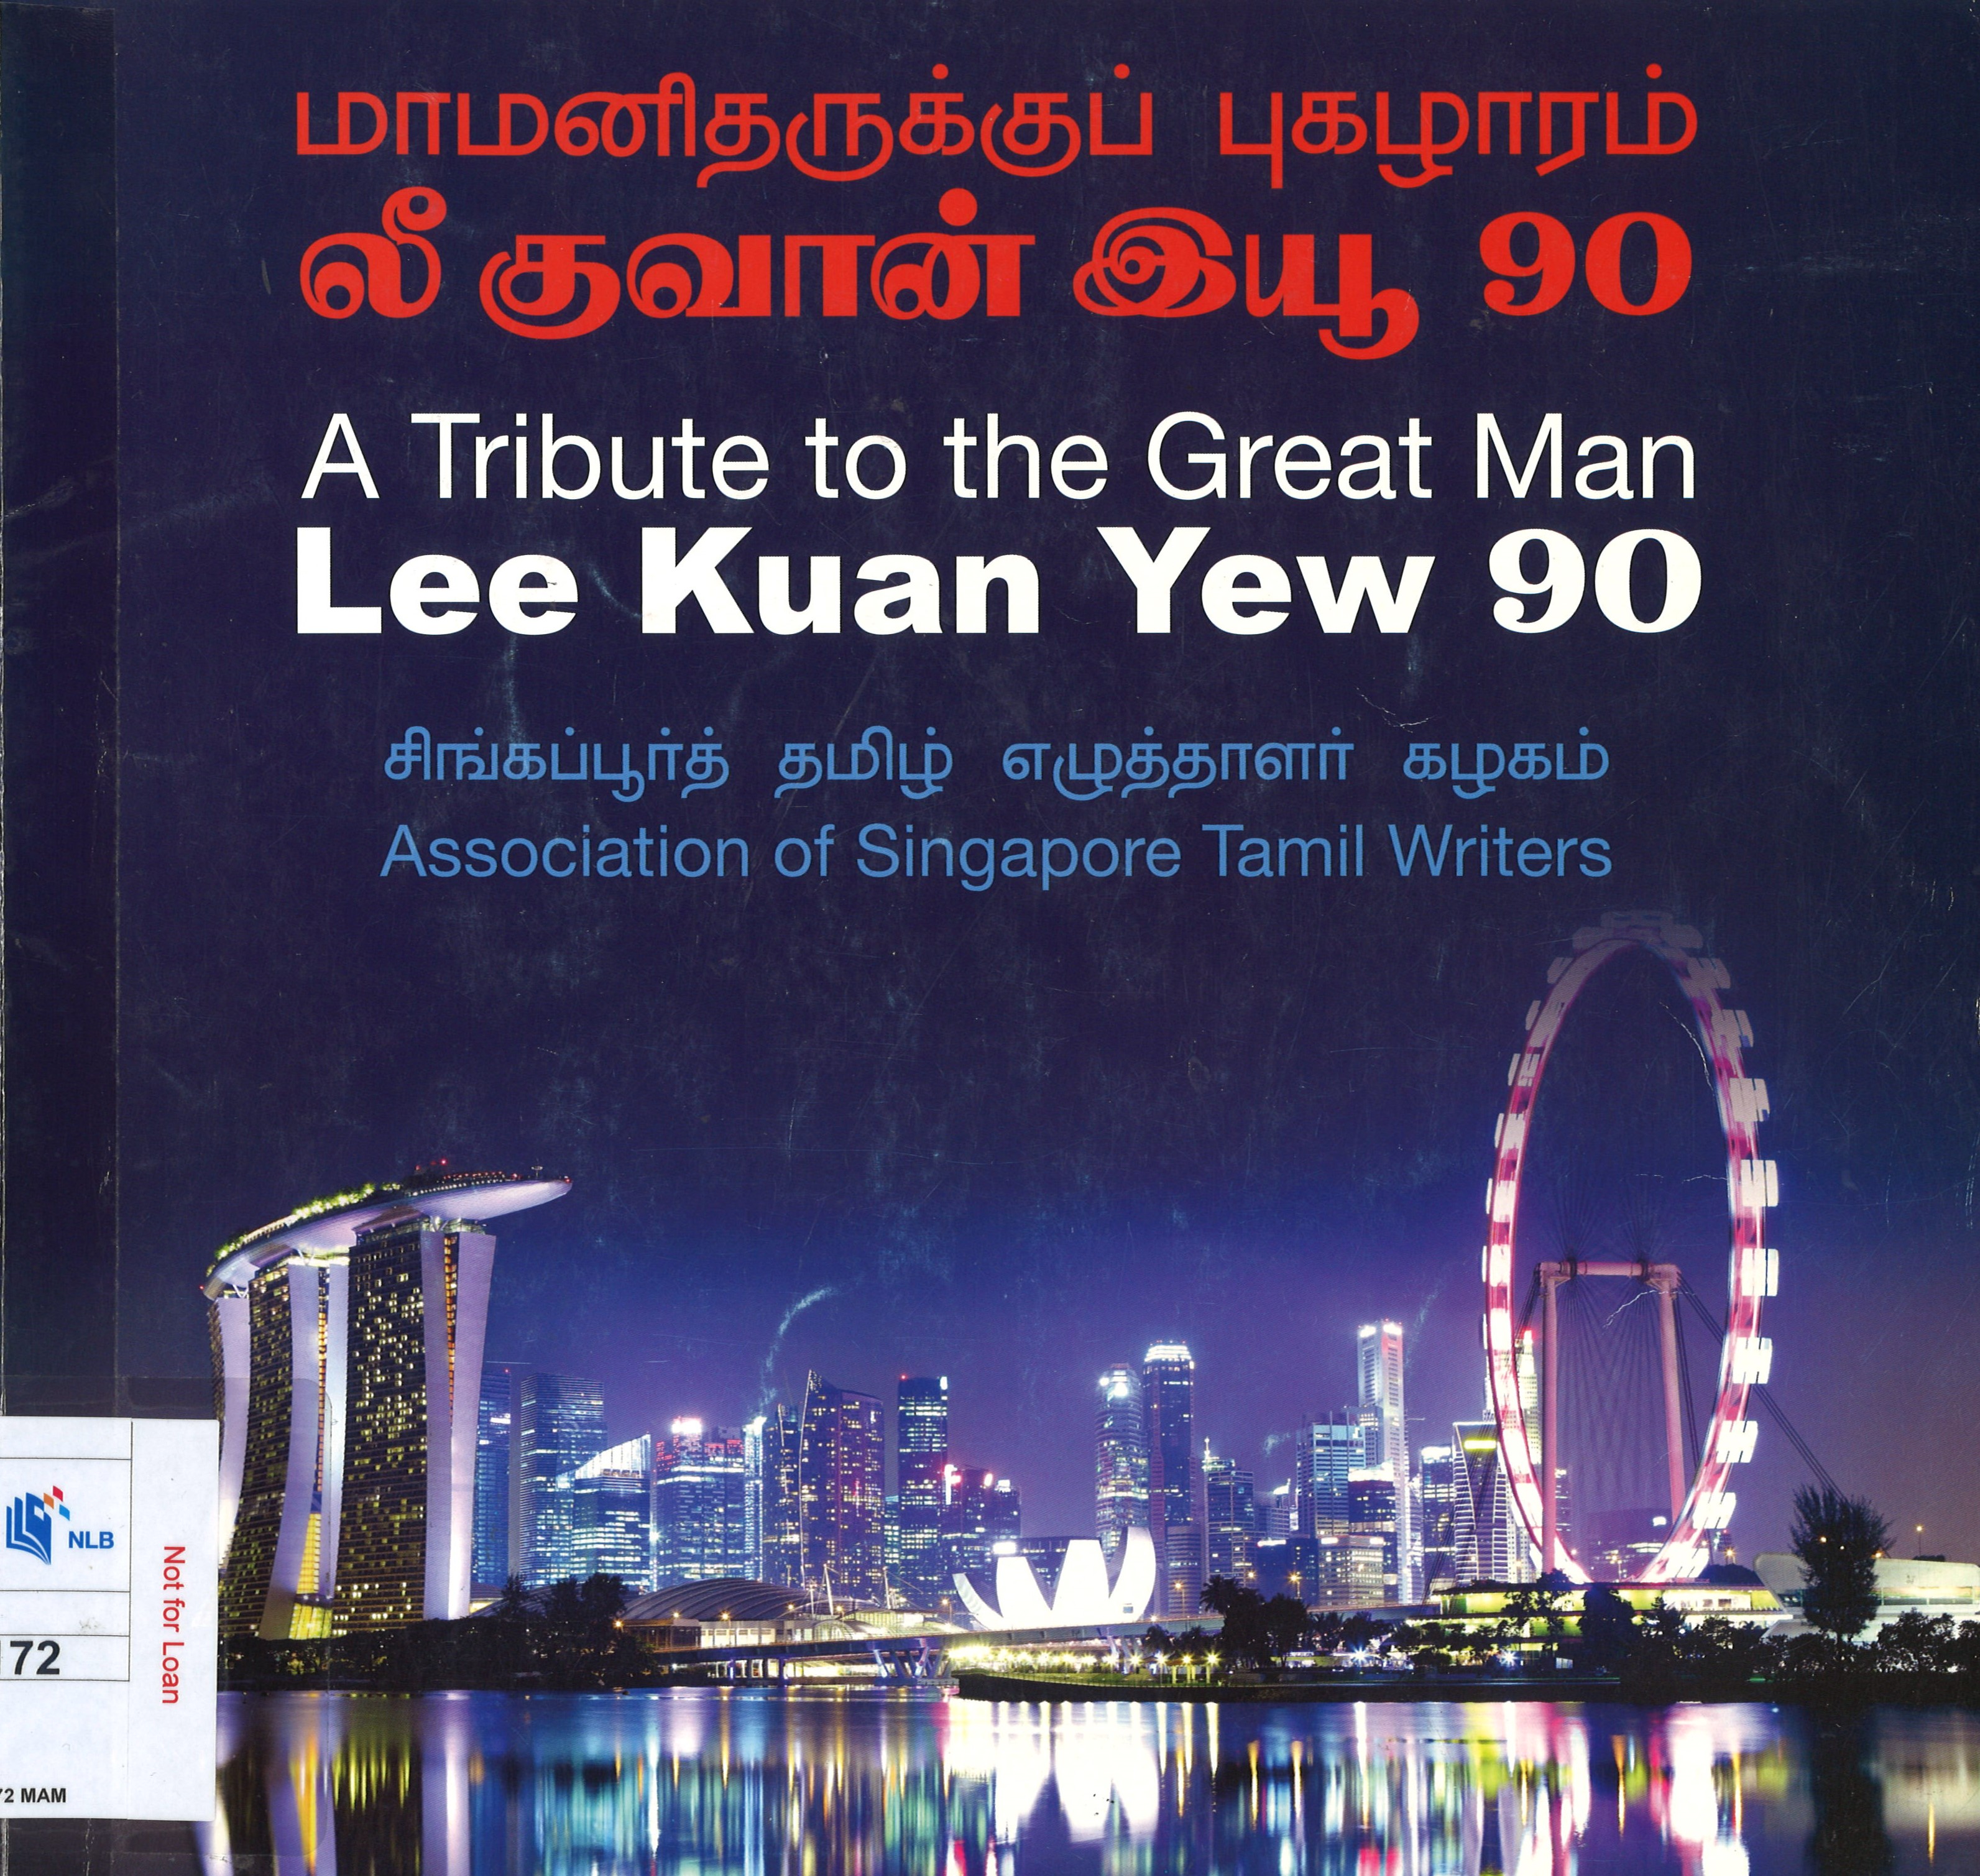 மாமனிதருக்குப் புகழாரம்
லீ குவான் இயூ 90
A Tribute to the Great Man
Lee Kuan Yew 90
சிங்கப்பூர்த் தமிழ் எழுத்தாளர் கழகம்
Association of Singapore Tamil Writers
NLB
Not for Loan
72
72 MAM